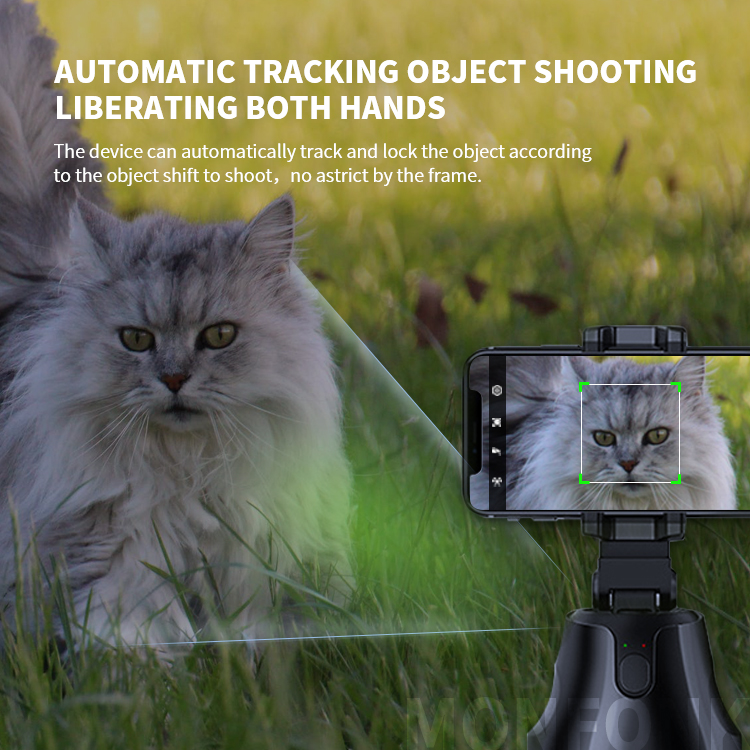 AUTOMATIC TRACKING OBJECT SHOOTING
LIBERATING BOTH HANDS
The device can automatically track and lock the object according
to the object shift to shoot，no astrict by the frame.